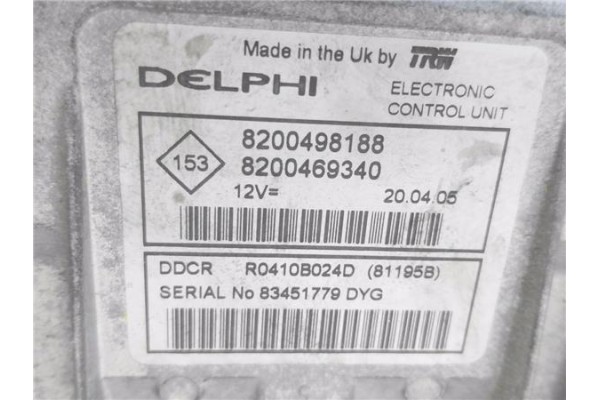 Made in the Uk by TRW
DELPHI
ELECTRONIC
CONTROL UNIT
153
8200498188
8200469340
12V=
20.04.05
DDCR R0410B024D (81195B)
SERIAL No 83451779 DYG